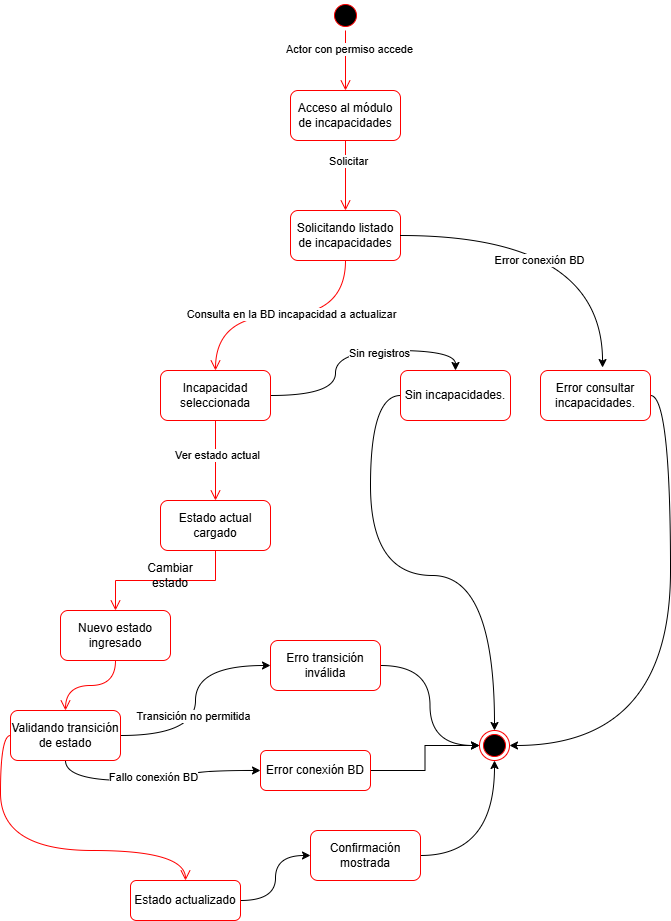 Actor con permiso accede
Acceso al módulo
de incapacidades
Solicitar
Solicitando listado
de incapacidades
Error conexión BD
Consulta en la BD incapacidad a actualizar
Sin registros
Incapacidad
seleccionada
Sin incapacidades.
Error consultar
incapacidades.
Ver estado actual
Estado actual
cargado
Cambiar
estado
Nuevo estado
ingresado
Erro transición
inválida
Transición no permitida
Validando transición
de estado
Fallo conexión BD
Error conexión BD
Confirmación
mostrada
Estado actualizado